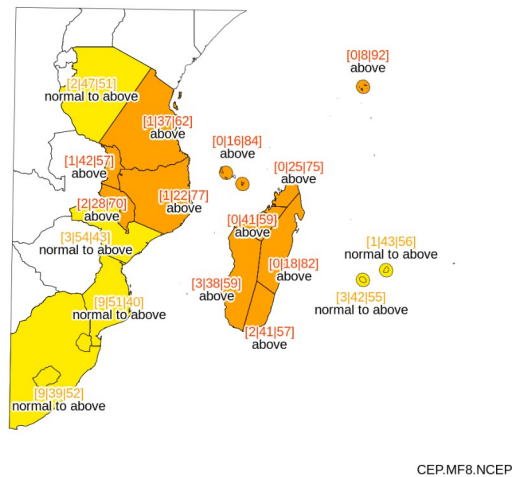 [0|8|92]
above
[2|47|51]
normal to above
[1|37|62]
above
[0|16|84]
above
[1|42|57]
above
[0|25|75]
above
[1|22|77]
above
[2|28|70]
above
[0|41|59]
above
[3|54|43]
normal to above
[1|43|56]
normal to above
[0|18|82]
above
[3|38|59]
above
[3|42|55]
normal to above
[9|51|40]
normal to above
[2|41|57]
above
[9|39|52]
normal to above
CEP.MF8.NCEP